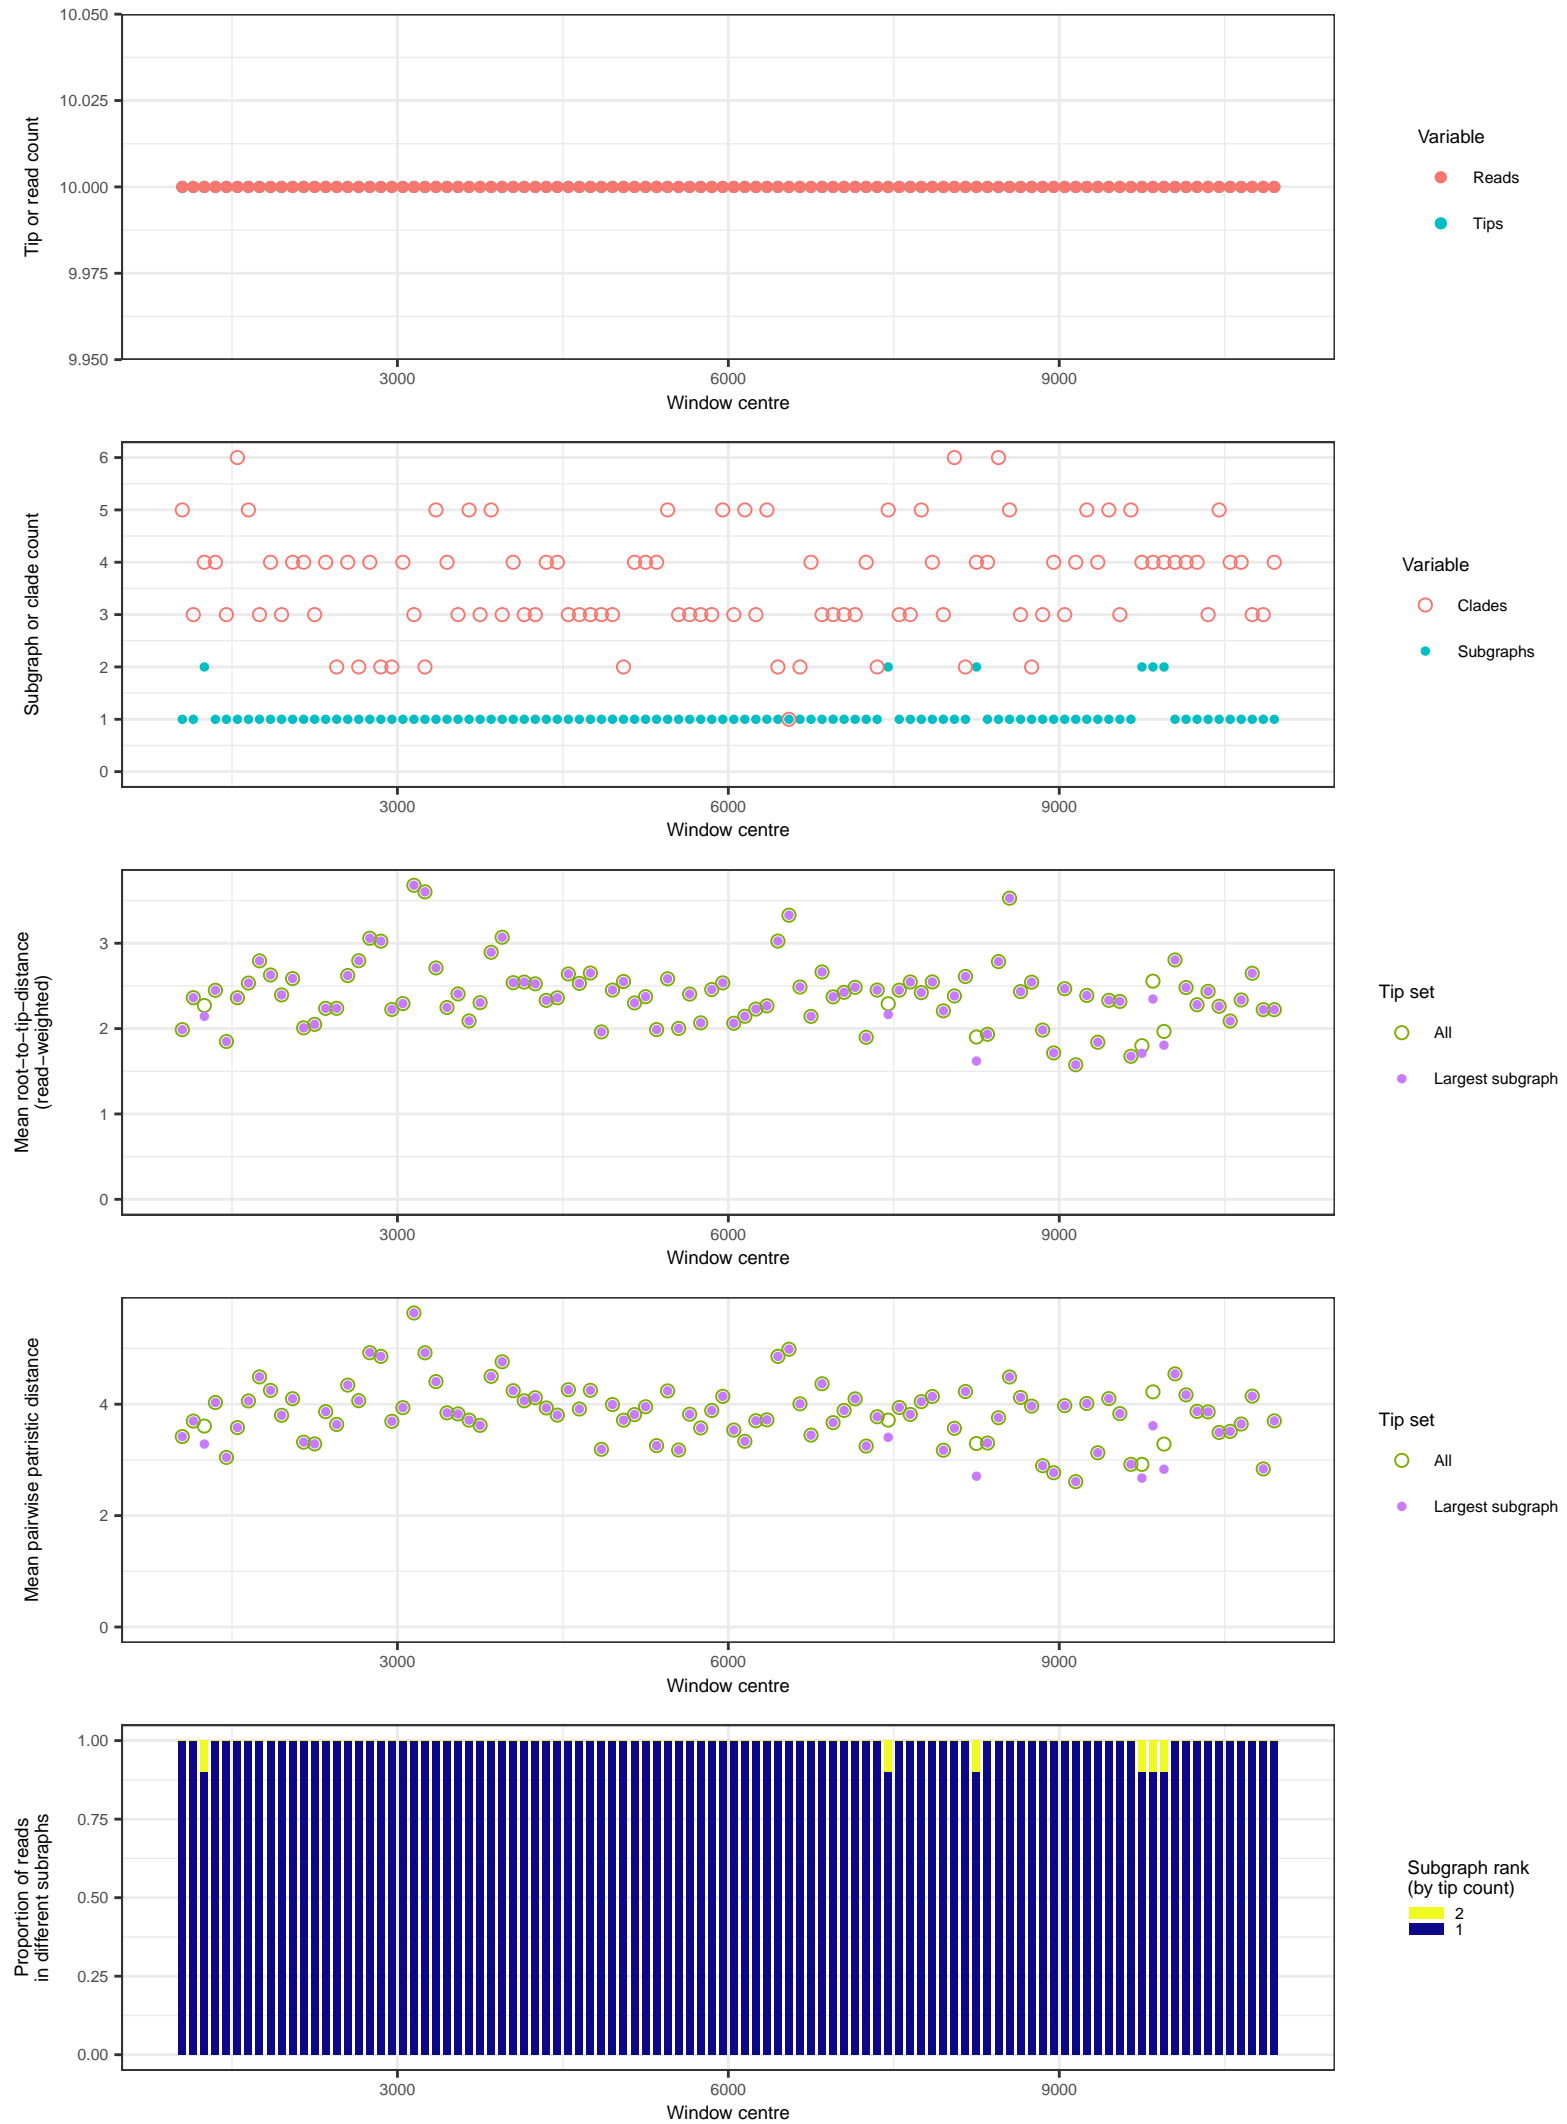 10.050
10.025
10.000
9.975
9.950
Tip or read count
3000 6000 9000
Window centre
Variable
Reads
Tips
6
5
4
3
2
1
0
Subgraph or clade count
3000 6000 9000
Window centre
Variable
Clades
Subgraphs
3
2
1
0
Mean root−to−tip−distance
(read−weighted)
3000 6000 9000
Window centre
Tip set
All
Largest subgraph
4
2
0
Mean pairwise patristic distance
3000 6000 9000
Window centre
Tip set
All
Largest subgraph
1.00
0.75
0.50
0.25
0.00
Proportion of reads
in different subraphs
3000 6000 9000
Window centre
Subgraph rank
(by tip count)
2
1